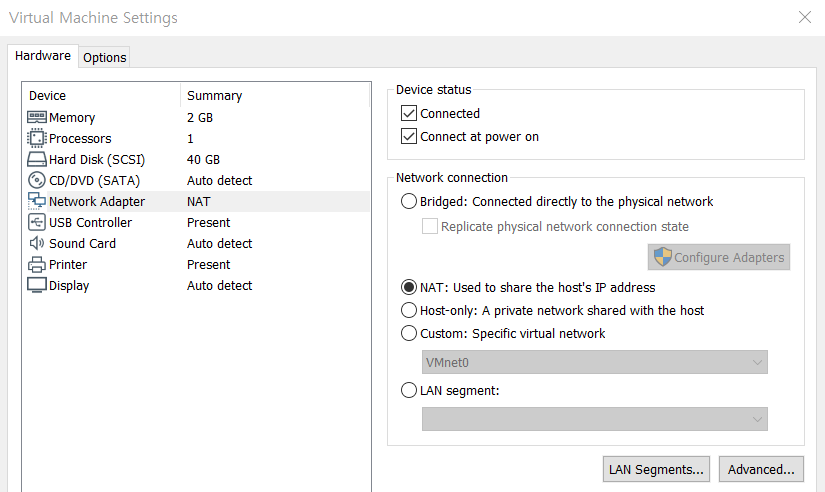 Virtual Machine Settings
Hardware
Options
Device Summary
Memory 2 GB
Processors 1
Hard Disk (SCSI) 40 GB
CD/DVD (SATA) Auto detect
Network Adapter NAT
USB Controller Present
Sound Card Auto detect
Printer Present
Display Auto detect
Device status
Connected
Connect at power on
Network connection
Bridged: Connected directly to the physical network
Replicate physical network connection state
Configure Adapters
NAT: Used to share the host's IP address
Host-only: A private network shared with the host
Custom: Specific virtual network
VMnet0
LAN segment:
LAN Segments... Advanced...